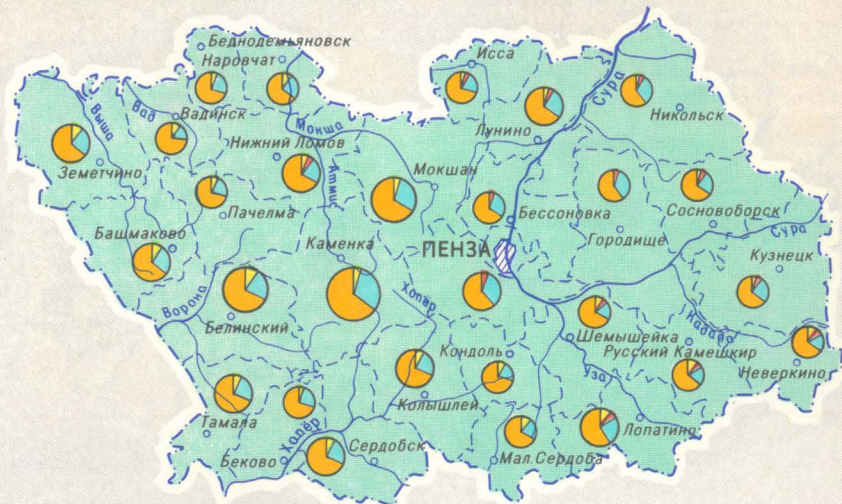 Беднодемьяновск
Наровчат
Исса
Вад
Вадинск
Выша
Мокша
Сура
Никольск
Лунино
Нижний Ломов
Атмис
Мокшан
Земетчино
Пачелма
Бессоновка
Сосновоборск
Городище
Сура
Башмаково
Каменка
ПЕНЗА
Кузнецк
Ворона
Хопёр
Белинский
Кадада
Шемышейка
Русский Камешкир
Кондоль
Уза
Неверкино
Колышлей
Тамала
Лопатино
Хопёр
Беково
Сердобск
Мал. Сердоба